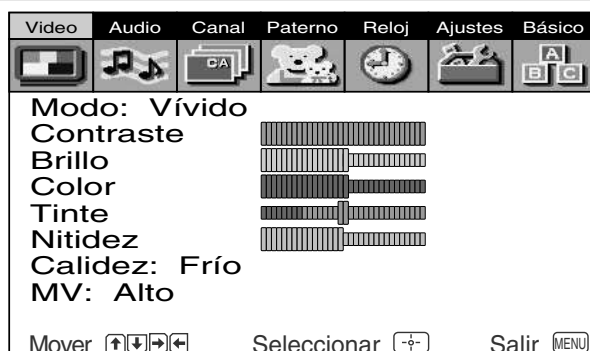 Video Audio Canal Paterno Reloj Ajustes Básico
C/A
A
B C
Modo: Vívido
Contraste
Brillo
Color
Tinte
Nitidez
Calidez: Frío
MV: Alto
Mover Seleccionar Salir MENU